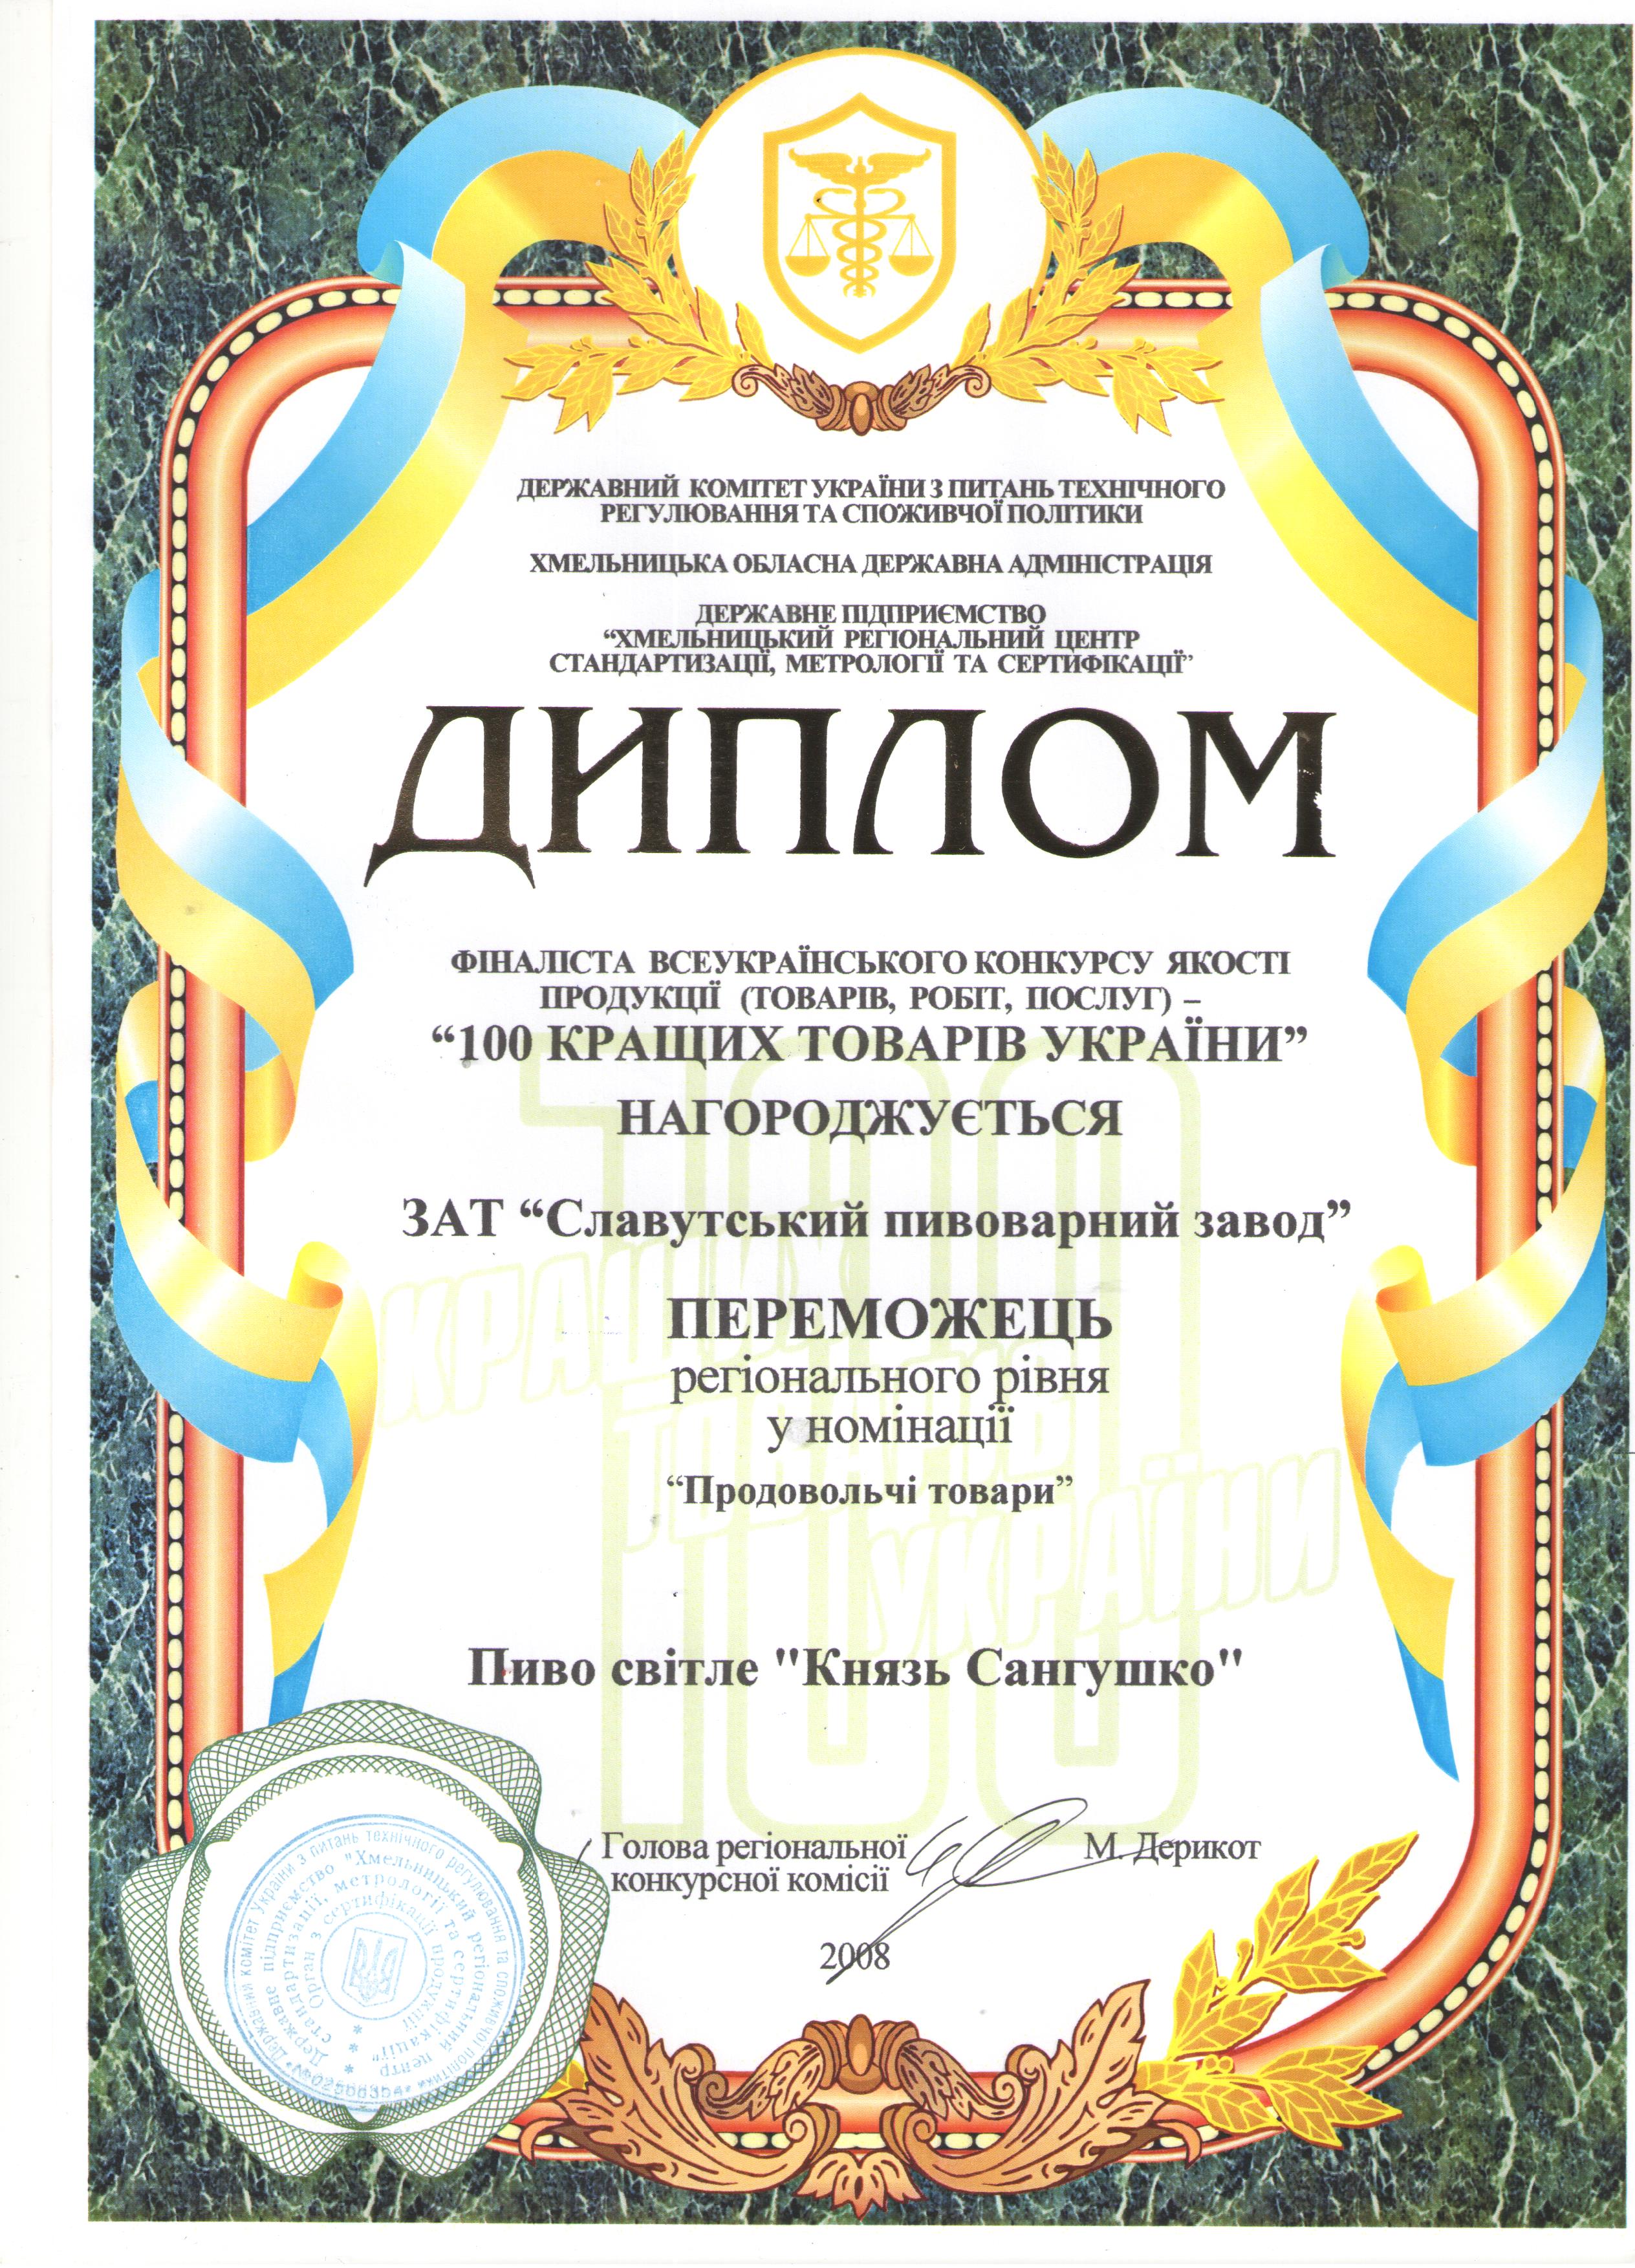 ДЕРЖАВНИЙ КОМІТЕТ УКРАЇНИ З ПИТАНЬ ТЕХНІЧНОГО
РЕГУЛЮВАННЯ ТА СПОЖИВЧОЇ ПОЛІТИКИ
ХМЕЛЬНИЦЬКА ОБЛАСНА ДЕРЖАВНА АДМІНІСТРАЦІЯ
ДЕРЖАВНЕ ПІДПРИЄМСТВО
“ХМЕЛЬНИЦЬКИЙ РЕГІОНАЛЬНИЙ ЦЕНТР
СТАНДАРТИЗАЦІЇ, МЕТРОЛОГІЇ ТА СЕРТИФІКАЦІЇ”
ДИПЛОМ
ФІНАЛІСТА ВСЕУКРАЇНСЬКОГО КОНКУРСУ ЯКОСТІ
ПРОДУКЦІЇ (ТОВАРІВ, РОБІТ, ПОСЛУГ) –
“100 КРАЩИХ ТОВАРІВ УКРАЇНИ”
НАГОРОДЖУЄТЬСЯ
ЗАТ “Славутський пивоварний завод”
ПЕРЕМОЖЕЦЬ
регіонального рівня
у номінації
“Продовольчі товари”
Пиво світле "Князь Сангушко"
Голова регіональної
конкурсної комісії
М. Дерикот
2008
100
КРАЩИХ
ТОВАРІВ
УКРАЇНИ
Державний комітет України з питань технічного регулювання та споживчої політики
Державне підприємство "Хмельницький регіональний центр
стандартизації, метрології та сертифікації"
Орган з сертифікації продукції